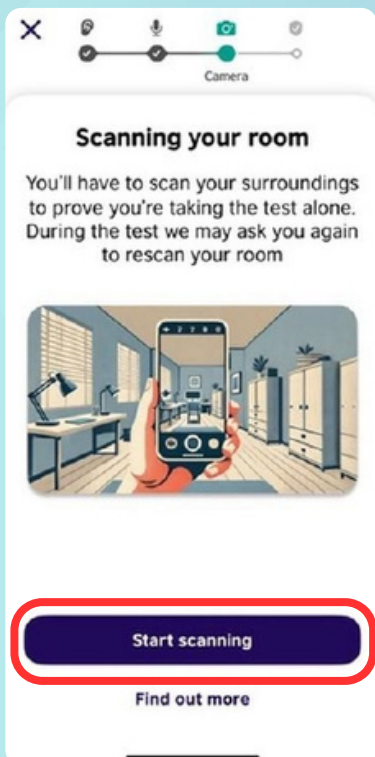 Camera
Scanning your room
You'll have to scan your surroundings
to prove you're taking the test alone.
During the test we may ask you again
to rescan your room
Start scanning
Find out more